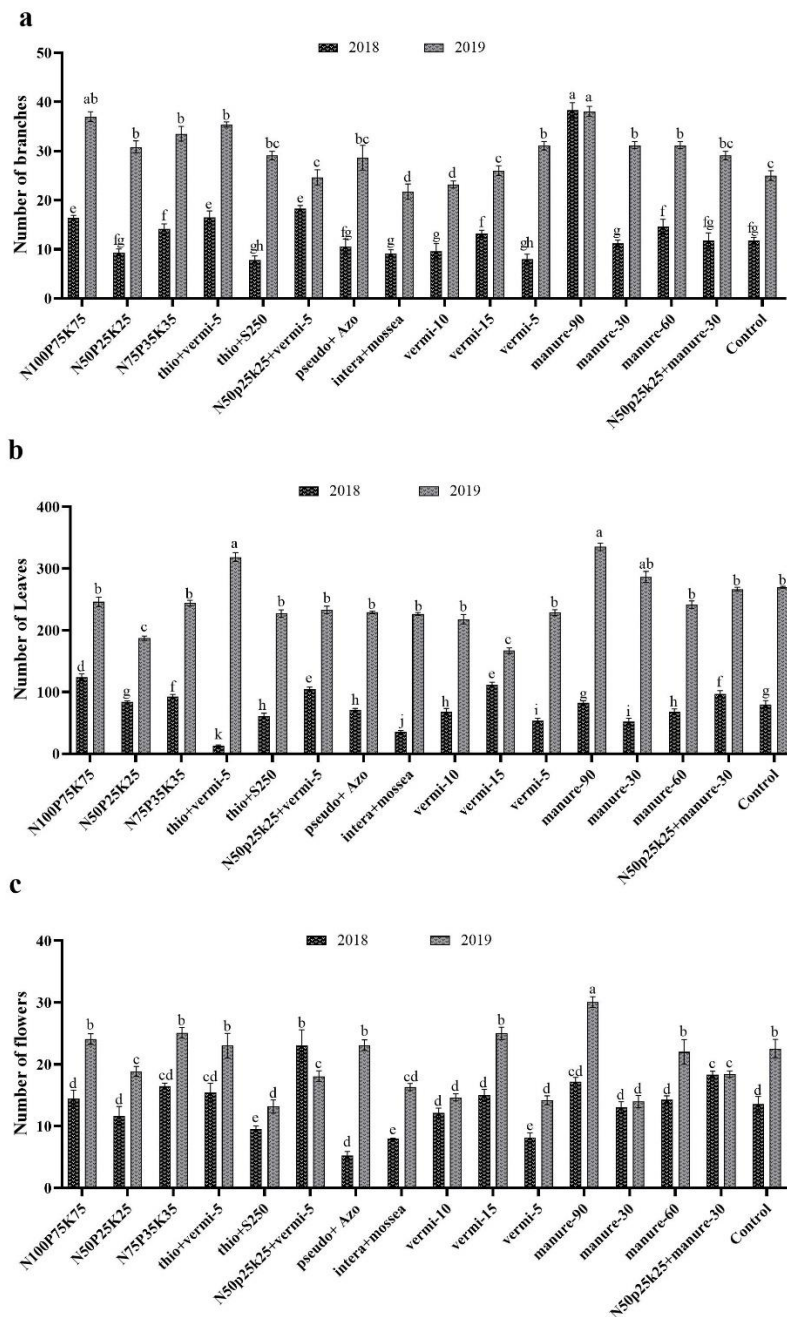 a
2018 2019
Number of branches
50
40
30
20
10
0
ab b b b bc c bc d d c b a a b b bc c
e fg f e gh e fg g g f gh g f fg fg
N100P75K75
N50P25K25
N75P35K35
thio+vermi-5
thio+S250
N50p25k25+vermi-5
pseudo+ Azo
intera+mossea
vermi-10
vermi-15
vermi-5
manure-90
manure-30
manure-60
N50p25k25+manure-30
Control
b
2018 2019
Number of Leaves
400
300
200
100
0
b c b a b b b b b c b a ab b b b
d g f k h e h j h e i g i h f g
N100P75K75
N50P25K25
N75P35K35
thio+vermi-5
thio+S250
N50p25k25+vermi-5
pseudo+ Azo
intera+mossea
vermi-10
vermi-15
vermi-5
manure-90
manure-30
manure-60
N50p25k25+manure-30
Control
c
2018 2019
Number of flowers
40
30
20
10
0
d b d c cd b cd b e d b c d b e cd d d d b e d cd a d d d b c c d b
N100P75K75
N50P25K25
N75P35K35
thio+vermi-5
thio+S250
N50p25k25+vermi-5
pseudo+ Azo
intera+mossea
vermi-10
vermi-15
vermi-5
manure-90
manure-30
manure-60
N50p25k25+manure-30
Control